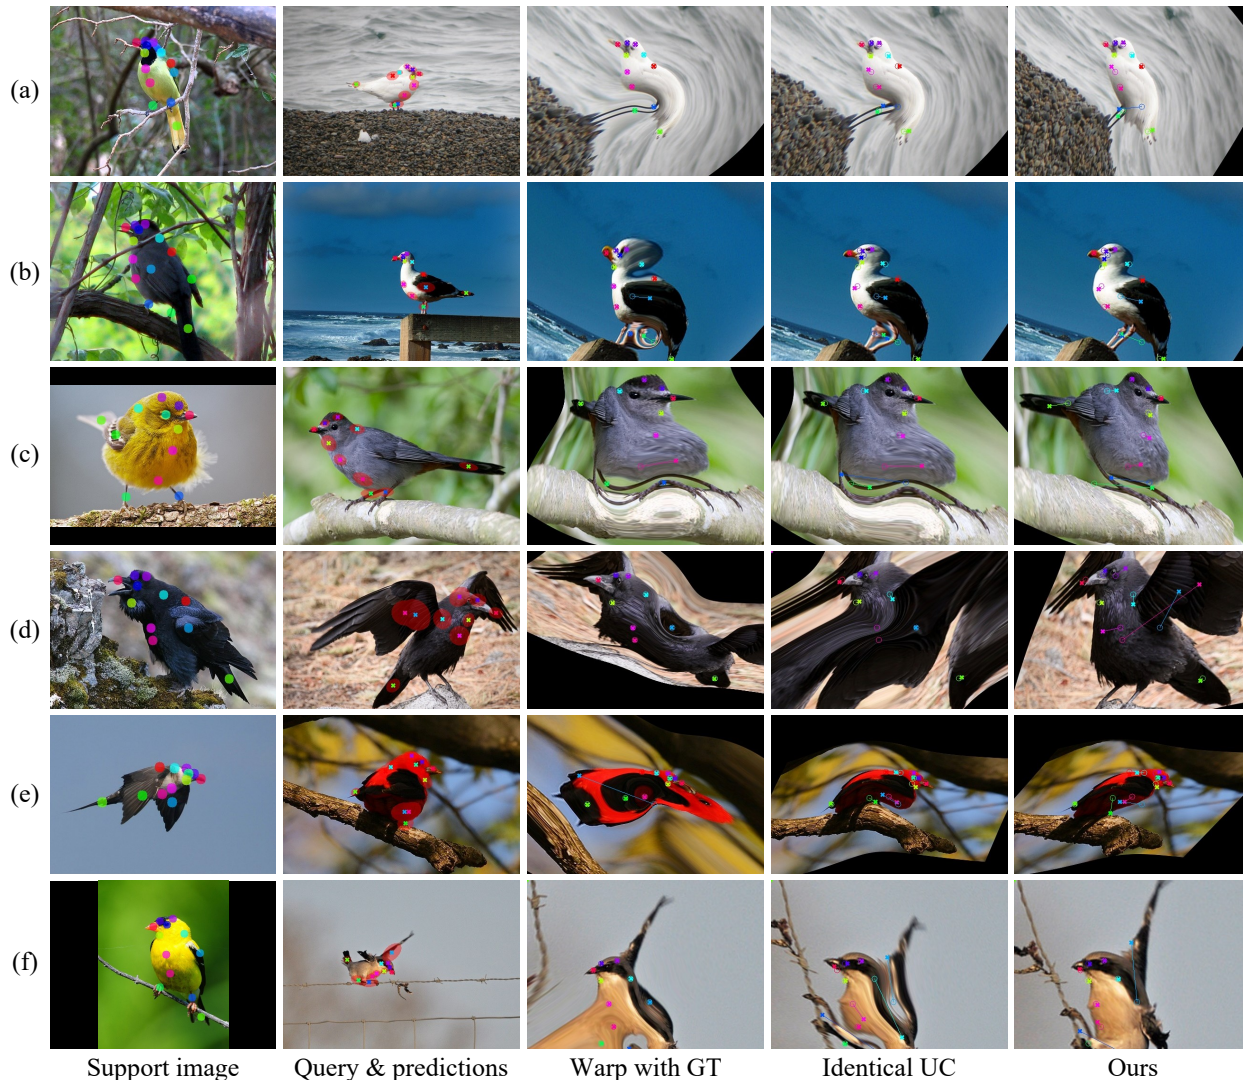 (a)
(b)
(c)
(d)
(e)
(f)
Support image Query & predictions Warp with GT Identical UC Ours